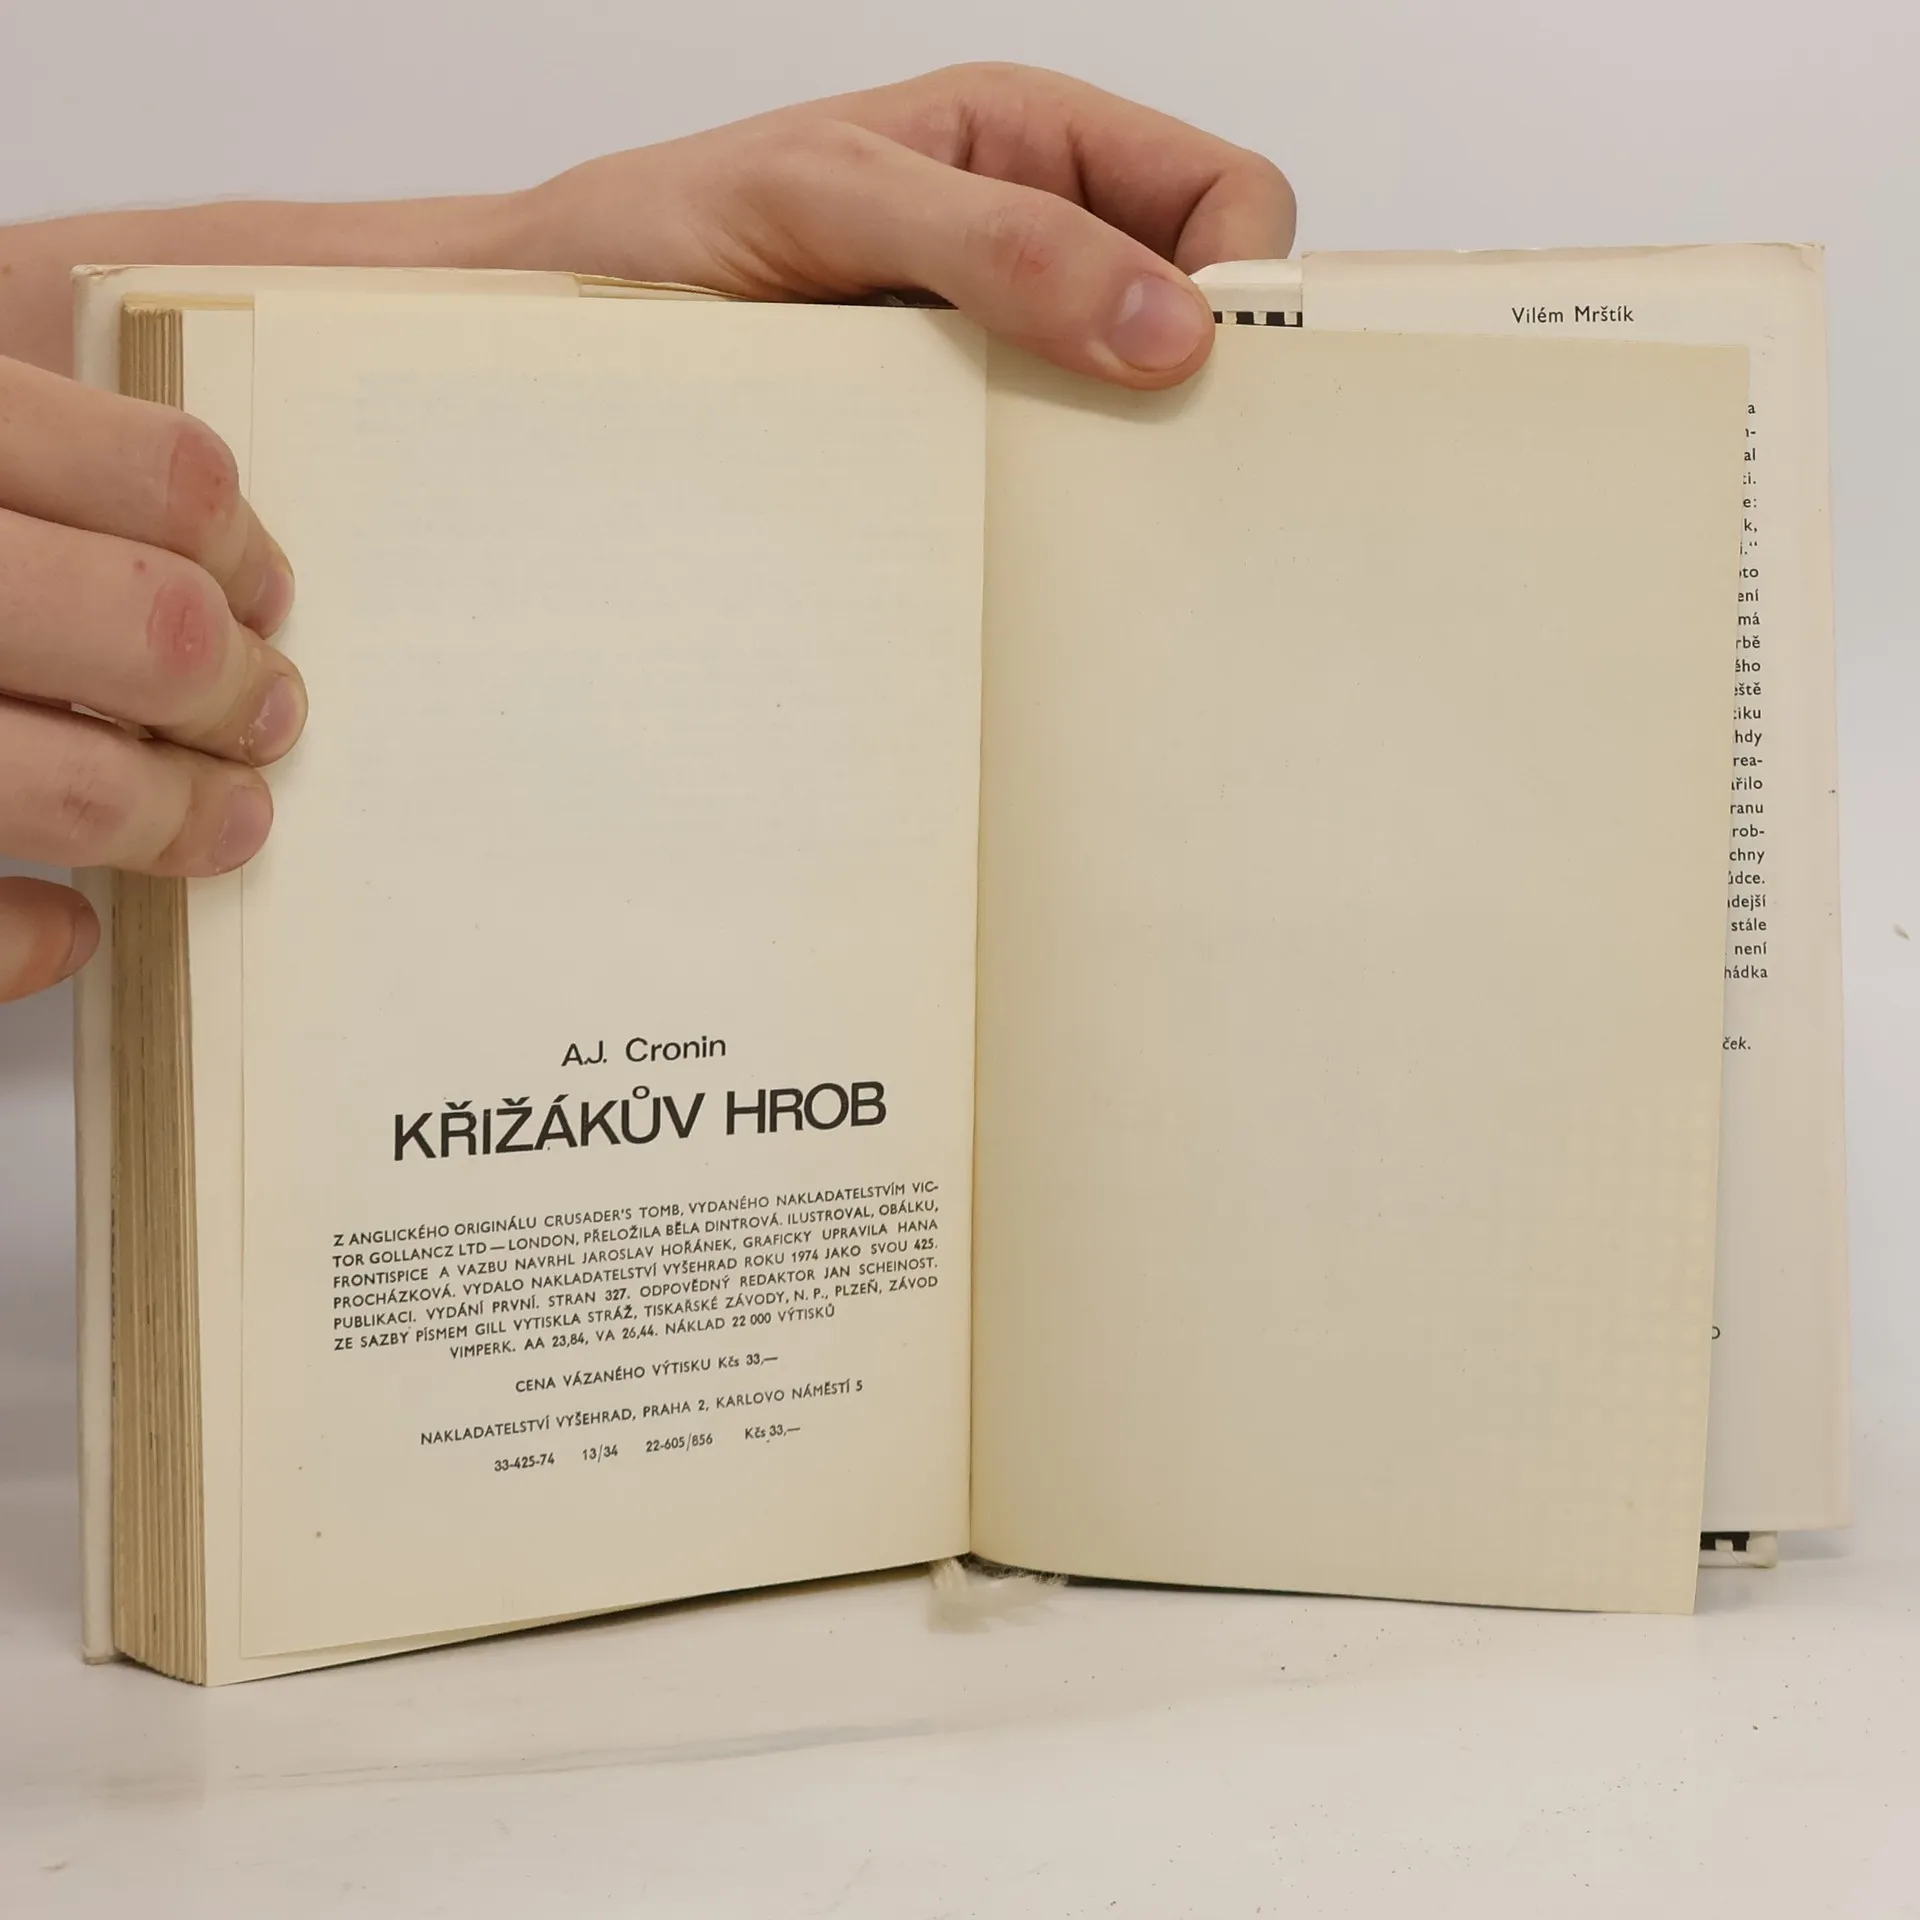 A.J. Cronin
KŘIŽÁKŮV HROB
Z ANGLICKÉHO ORIGINÁLU CRUSADER'S TOMB, VYDANÉHO NAKLADATELSTVÍM VIC-
TOR GOLLANCZ LTD — LONDON, PŘELOŽILA BĚLA DINTROVÁ. ILUSTROVAL, OBÁLKU,
FRONTISPICE A VAZBU NAVRHL JAROSLAV HOŘÁNEK, GRAFICKY UPRAVILA HANA
PROCHÁZKOVÁ. VYDALO NAKLADATELSTVÍ VYŠEHRAD ROKU 1974 JAKO SVOU 425.
PUBLIKACI. VYDÁNÍ PRVNÍ. STRAN 327. ODPOVĚDNÝ REDAKTOR JAN SCHEINOST.
ZE SAZBY PÍSMEM GILL VYTISKLA STRÁŽ, TISKAŘSKÉ ZÁVODY, N. P., PLZEŇ, ZÁVOD
VIMPERK. AA 23,84, VA 26,44. NÁKLAD 22 000 VÝTISKŮ
CENA VÁZANÉHO VÝTISKU Kčs 33,—
NAKLADATELSTVÍ VYŠEHRAD, PRAHA 2, KARLOVO NÁMĚSTÍ 5
33-425-74 13/34 22-605/856 Kčs 33,—
Vilém Mrštík
stále
není